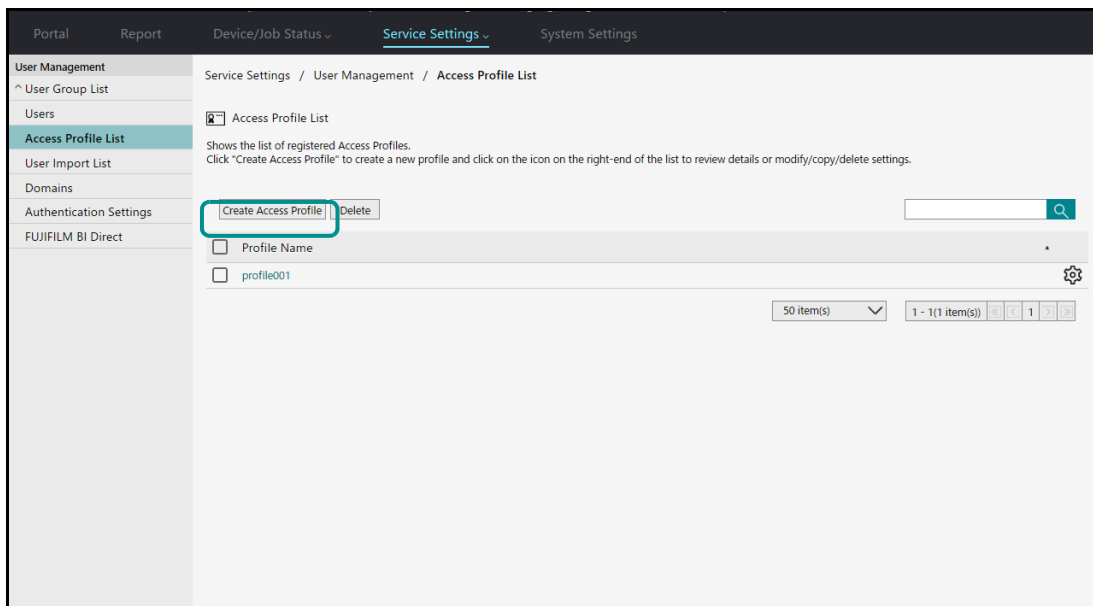 Portal Report Device/Job Status Service Settings System Settings
User Management
User Group List
Users
Access Profile List
User Import List
Domains
Authentication Settings
FUJIFILM BI Direct
Service Settings / User Management / Access Profile List
Access Profile List
Shows the list of registered Access Profiles.
Click "Create Access Profile" to create a new profile and click on the icon on the right-end of the list to review details or modify/copy/delete settings.
Create Access Profile Delete
Profile Name
profile001
50 item(s) 1 - 1(1 item(s)) 1